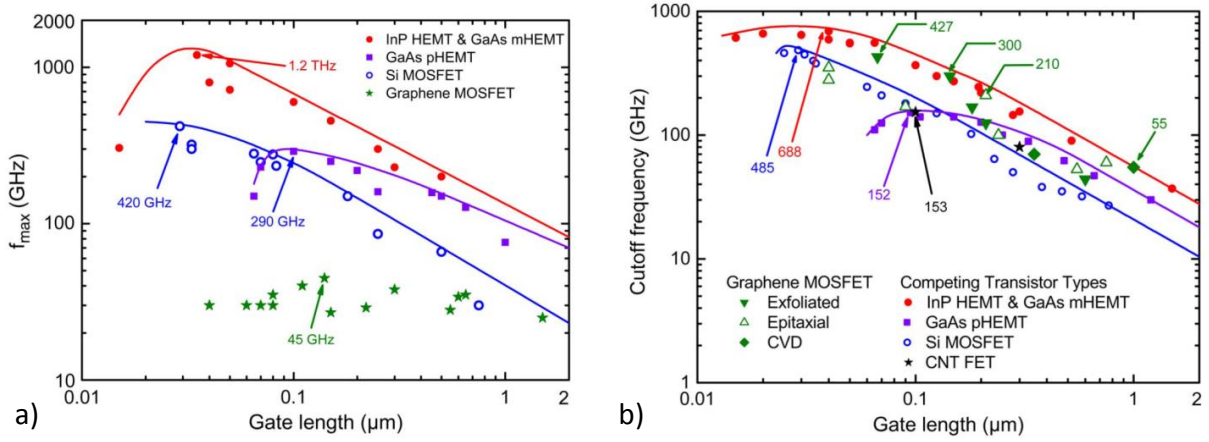 2000
1000
100
10
f_max (GHz)
InP HEMT & GaAs mHEMT
GaAs pHEMT
Si MOSFET
Graphene MOSFET
1.2 THz
420 GHz
290 GHz
45 GHz
0.01
0.1
1
2
Gate length (µm)
a)
1000
100
10
1
Cutoff frequency (GHz)
427
300
210
55
485
688
152
153
Graphene MOSFET
Exfoliated
Epitaxial
CVD
Competing Transistor Types
InP HEMT & GaAs mHEMT
GaAs pHEMT
Si MOSFET
CNT FET
0.01
0.1
1
2
Gate length (µm)
b)